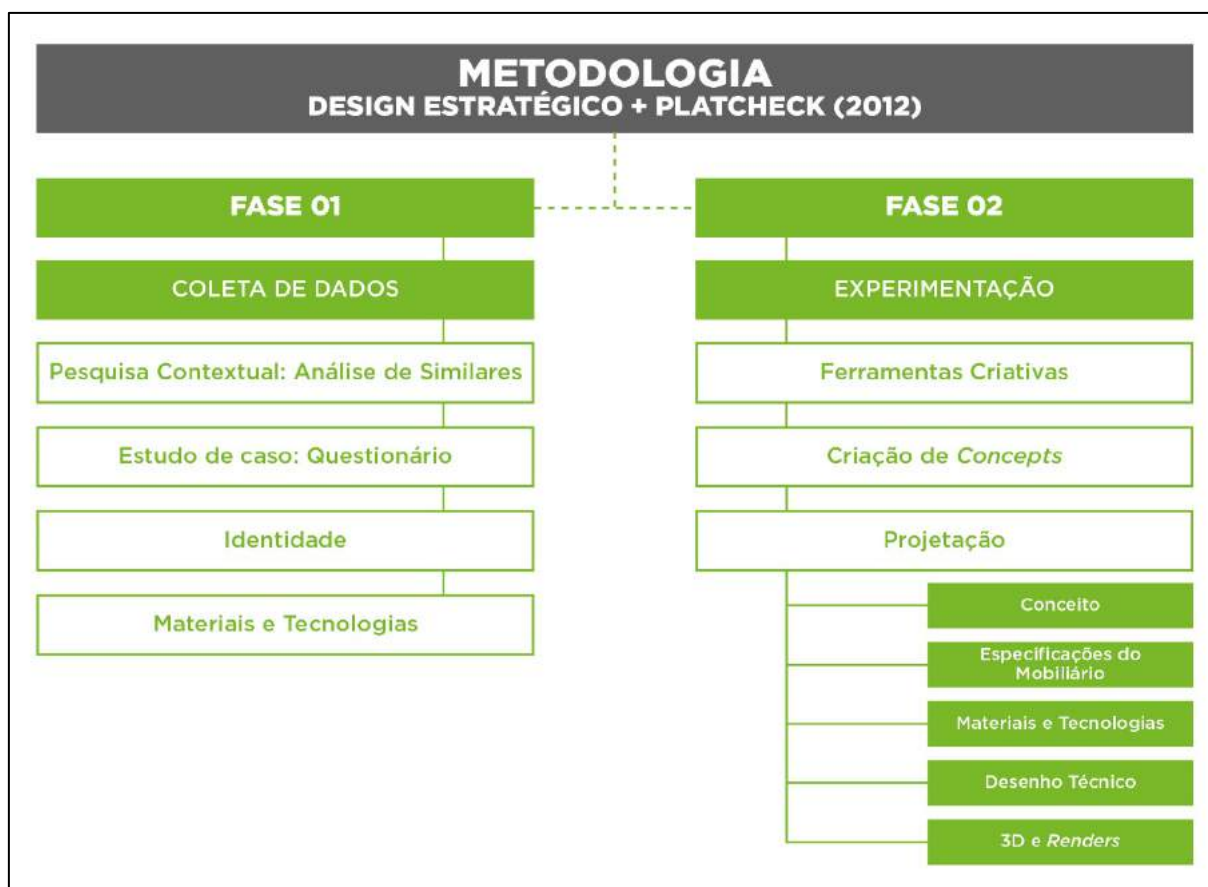 METODOLOGIA
DESIGN ESTRATÉGICO + PLATCHECK (2012)
FASE 01
COLETA DE DADOS
Pesquisa Contextual: Análise de Similares
Estudo de caso: Questionário
Identidade
Materiais e Tecnologias
FASE 02
EXPERIMENTAÇÃO
Ferramentas Criativas
Criação de Concepts
Projetação
Conceito
Especificações do
Mobiliário
Materiais e Tecnologias
Desenho Técnico
3D e Renders